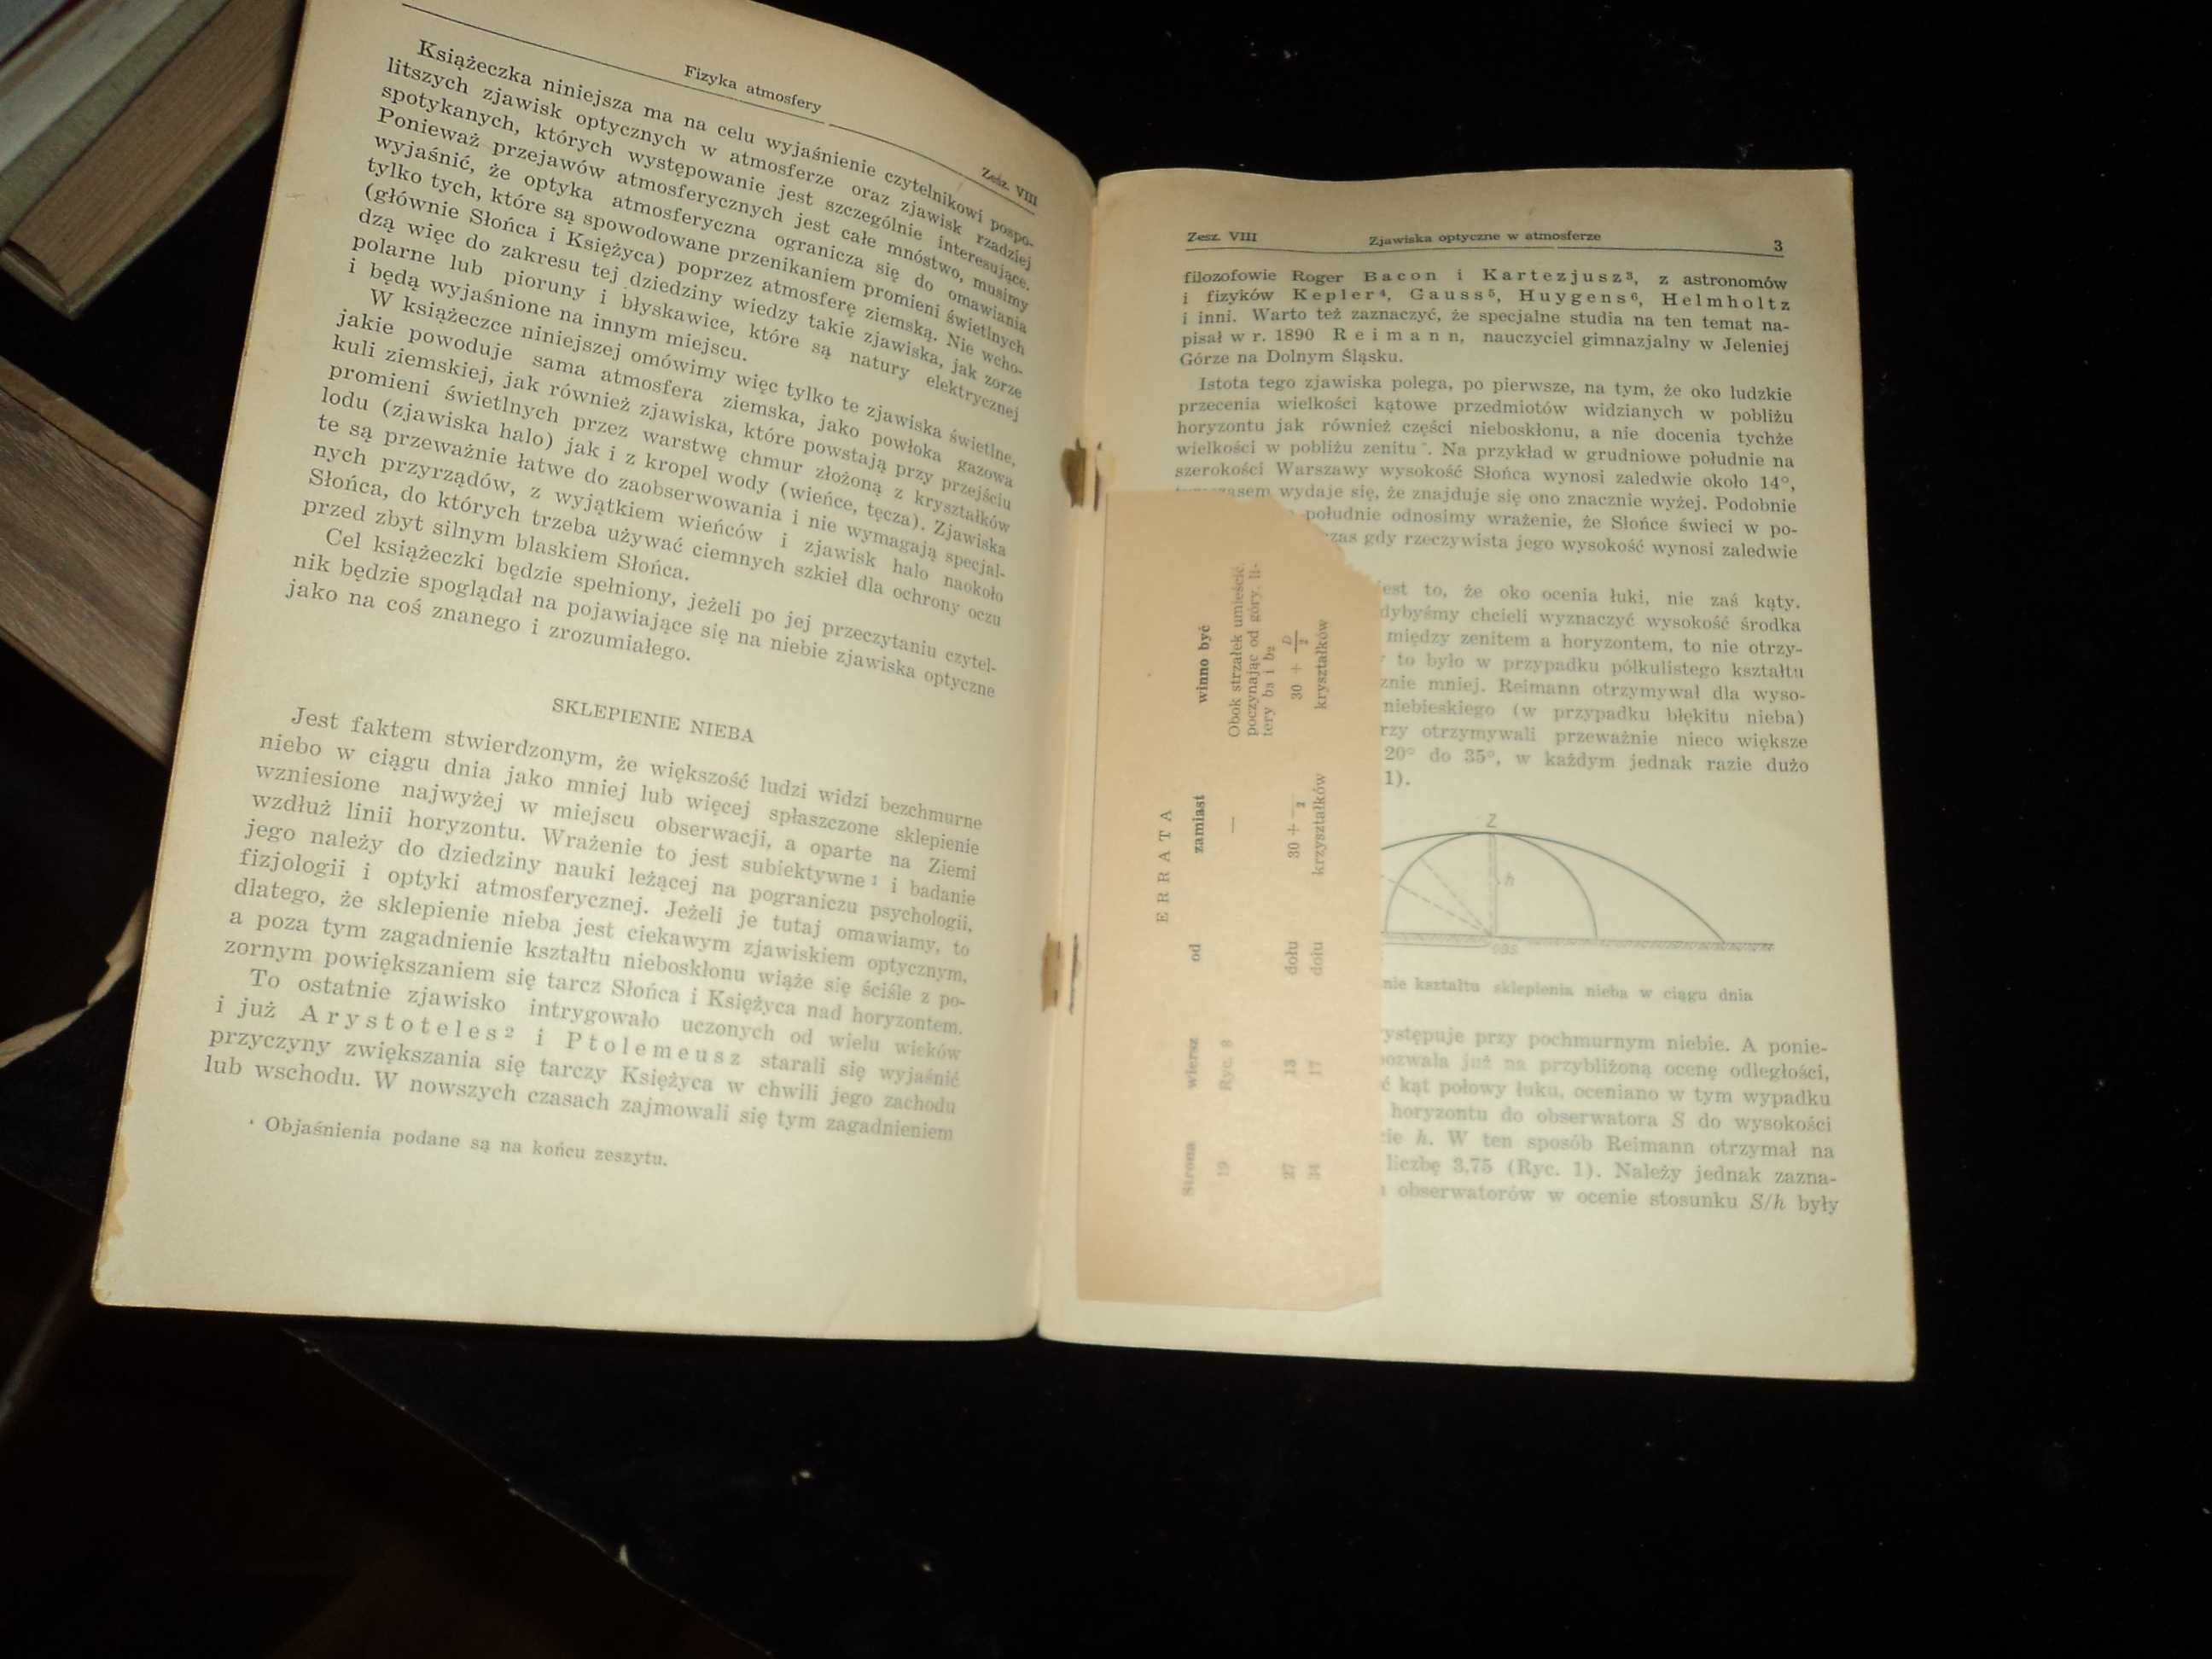 Fizyka atmosfery
Zesz. VIII
Książeczka niniejsza ma na celu wyjaśnienie czytelnikowi pospo-
litszych zjawisk optycznych w atmosferze oraz zjawisk rzadziej
spotykanych, których występowanie jest szczególnie interesujące.
Ponieważ przejawów atmosferycznych jest całe mnóstwo, musimy
wyjaśnić, że optyka atmosferyczna ogranicza się do omawiania
tylko tych, które są spowodowane przenikaniem promieni świetlnych
(głównie Słońca i Księżyca) poprzez atmosferę ziemską. Nie wcho-
dzą więc do zakresu tej dziedziny wiedzy takie zjawiska, jak zorze
polarne lub pioruny i błyskawice, które są natury elektrycznej
i będą wyjaśnione na innym miejscu.
W książeczce niniejszej omówimy więc tylko te zjawiska świetlne,
jakie powoduje sama atmosfera ziemska, jako powłoka gazowa
kuli ziemskiej, jak również zjawiska, które powstają przy przejściu
promieni świetlnych przez warstwę chmur złożoną z kryształków
lodu (zjawiska halo) jak i z kropel wody (wieńce, tęcza). Zjawiska
te są przeważnie łatwe do zaobserwowania i nie wymagają specjal-
nych przyrządów, z wyjątkiem wieńców i zjawisk halo naokoło
Słońca, do których trzeba używać ciemnych szkieł dla ochrony oczu
przed zbyt silnym blaskiem Słońca.
Cel książeczki będzie spełniony, jeżeli po jej przeczytaniu czytel-
nik będzie spoglądał na pojawiające się na niebie zjawiska optyczne
jako na coś znanego i zrozumiałego.
SKLEPIENIE NIEBA
Jest faktem stwierdzonym, że większość ludzi widzi bezchmurne
niebo w ciągu dnia jako mniej lub więcej spłaszczone sklepienie
wzniesione najwyżej w miejscu obserwacji, a oparte na Ziemi
wzdłuż linii horyzontu. Wrażenie to jest subiektywne ¹ i badanie
jego należy do dziedziny nauki leżącej na pograniczu psychologii,
fizjologii i optyki atmosferycznej. Jeżeli je tutaj omawiamy, to
dlatego, że sklepienie nieba jest ciekawym zjawiskiem optycznym,
a poza tym zagadnienie kształtu nieboskłonu wiąże się ściśle z po-
zornym powiększaniem się tarcz Słońca i Księżyca nad horyzontem.
To ostatnie zjawisko intrygowało uczonych od wielu wieków
i już Arystoteles ² i Ptolemeusz starali się wyjaśnić
przyczyny zwiększania się tarczy Księżyca w chwili jego zachodu
lub wschodu. W nowszych czasach zajmowali się tym zagadnieniem
Objaśnienia podane są na końcu zeszytu.
Zesz. VIII Zjawiska optyczne w atmosferze 3
filozofowie Roger Bacon i Kartezjusz³, z astronomów
i fizyków Kepler⁴, Gauss⁵, Huygens⁶, Helmholtz
i inni. Warto też zaznaczyć, że specjalne studia na ten temat na-
pisał w r. 1890 Reimann, nauczyciel gimnazjalny w Jeleniej
Górze na Dolnym Śląsku.
Istota tego zjawiska polega, po pierwsze, na tym, że oko ludzkie
przecenia wielkości kątowe przedmiotów widzianych w pobliżu
horyzontu jak również części nieboskłonu, a nie docenia tychże
wielkości w pobliżu zenitu. Na przykład w grudniowe południe na
szerokości Warszawy wysokość Słońca wynosi zaledwie około 14°,
wydaje się, że znajduje się ono znacznie wyżej. Podobnie
południe odnosimy wrażenie, że Słońce świeci w po-
gdy rzeczywista jego wysokość wynosi zaledwie
est to, że oko ocenia łuki, nie zaś kąty.
dybyśmy chcieli wyznaczyć wysokość środka
między zenitem a horyzontem, to nie otrzy-
to było w przypadku półkulistego kształtu
znie mniej. Reimann otrzymywał dla wyso-
niebieskiego (w przypadku błękitu nieba)
rzy otrzymywali przeważnie nieco większe
20° do 35°, w każdym jednak razie dużo
1).
Z
h
nie kształtu sklepienia nieba w ciągu dnia
ystępuje przy pochmurnym niebie. A ponie-
ozwala już na przybliżoną ocenę odległości,
ć kąt połowy łuku, oceniano w tym wypadku
horyzontu do obserwatora S do wysokości
ie h. W ten sposób Reimann otrzymał na
liczbę 3,75 (Ryc. 1). Należy jednak zazna-
obserwatorów w ocenie stosunku S/h były
ERRATA
Strona wiersz od zamiast winno być
19 Ryc. 8 — Obok strzałek umieścić,
poczynając od góry, li-
tery b₃ i b₂
27 13 dołu 30 + ₂ 30 + D/2
34 17 dołu krzyształków kryształków